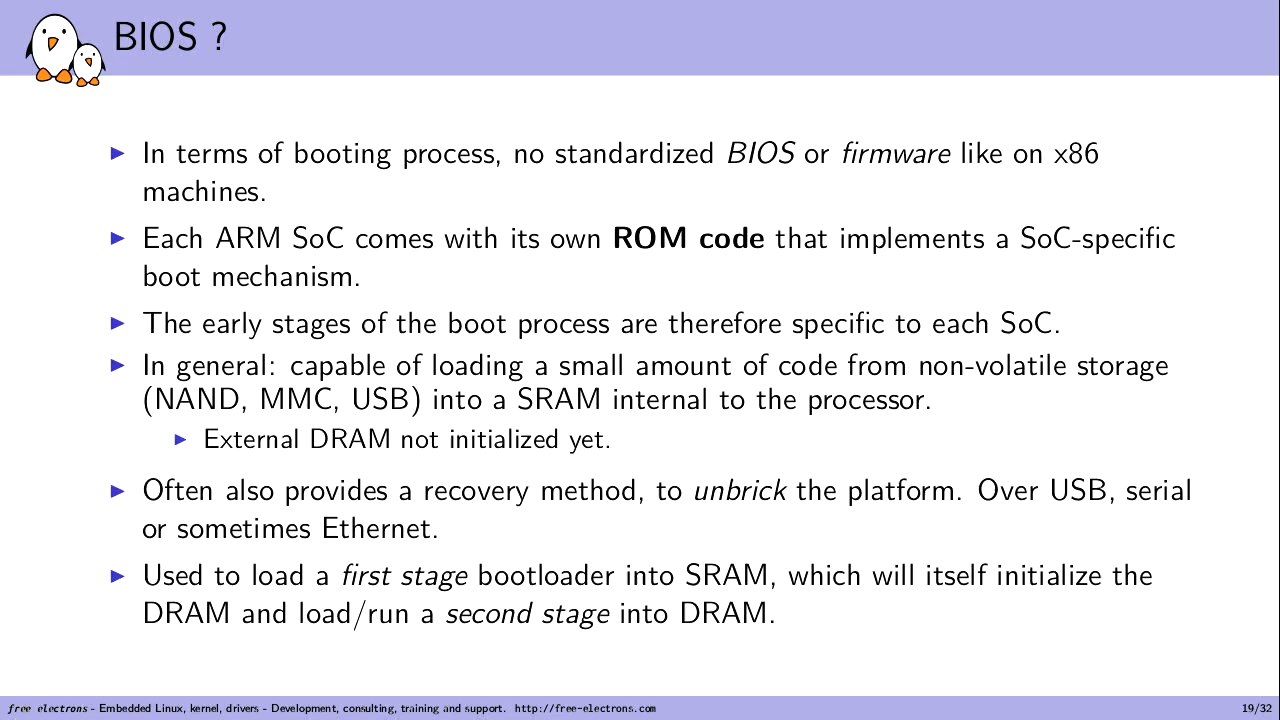 BIOS ?
In terms of booting process, no standardized BIOS or firmware like on x86
machines.
Each ARM SoC comes with its own ROM code that implements a SoC-specific
boot mechanism.
The early stages of the boot process are therefore specific to each SoC.
In general: capable of loading a small amount of code from non-volatile storage
(NAND, MMC, USB) into a SRAM internal to the processor.
External DRAM not initialized yet.
Often also provides a recovery method, to unbrick the platform. Over USB, serial
or sometimes Ethernet.
Used to load a first stage bootloader into SRAM, which will itself initialize the
DRAM and load/run a second stage into DRAM.
free electrons - Embedded Linux, kernel, drivers - Development, consulting, training and support. http://free-electrons.com 19/32